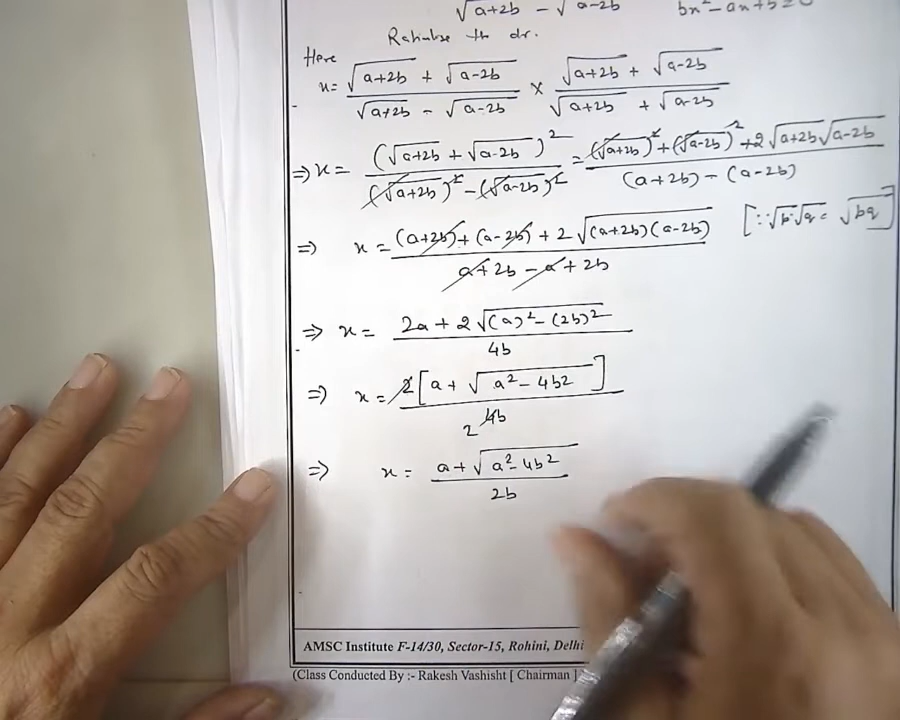 √a+2b - √a-2b   bx² - ax + b = 0
Rahulise the dr.
Here
x = (√a+2b + √a-2b)/(√a+2b - √a-2b) × (√a+2b + √a-2b)/(√a+2b + √a-2b)
⇒ x = (√a+2b + √a-2b)²/((√a+2b)² - (√a-2b)²) = ((√a+2b)² + (√a-2b)² + 2√a+2b √a-2b)/((a+2b) - (a-2b))
⇒ x = ((a+2b) + (a-2b) + 2√(a+2b)(a-2b))/(a+2b - a + 2b)   [∵ √b √q = √bq]
⇒ x = (2a + 2√(a)² - (2b)²)/4b
⇒ x = 2[a + √a² - 4b2]/4b 2
⇒ x = (a + √a² - 4b²)/2b
AMSC Institute F-14/30, Sector-15, Rohini, Delhi
(Class Conducted By :- Rakesh Vashisht [ Chairman ]